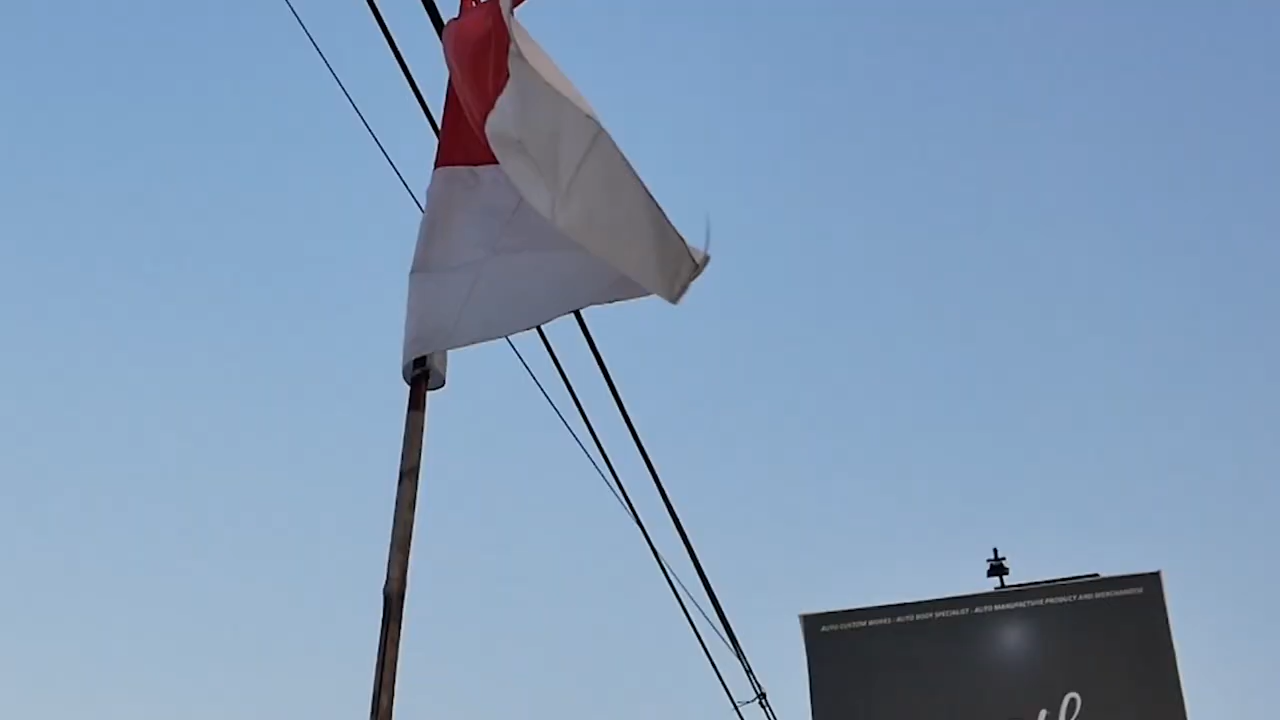 AUTO CUSTOM WORKS - AUTO BODY SPECIALIST - AUTO MANUFACTURE PRODUCT AND MERCHANDISE